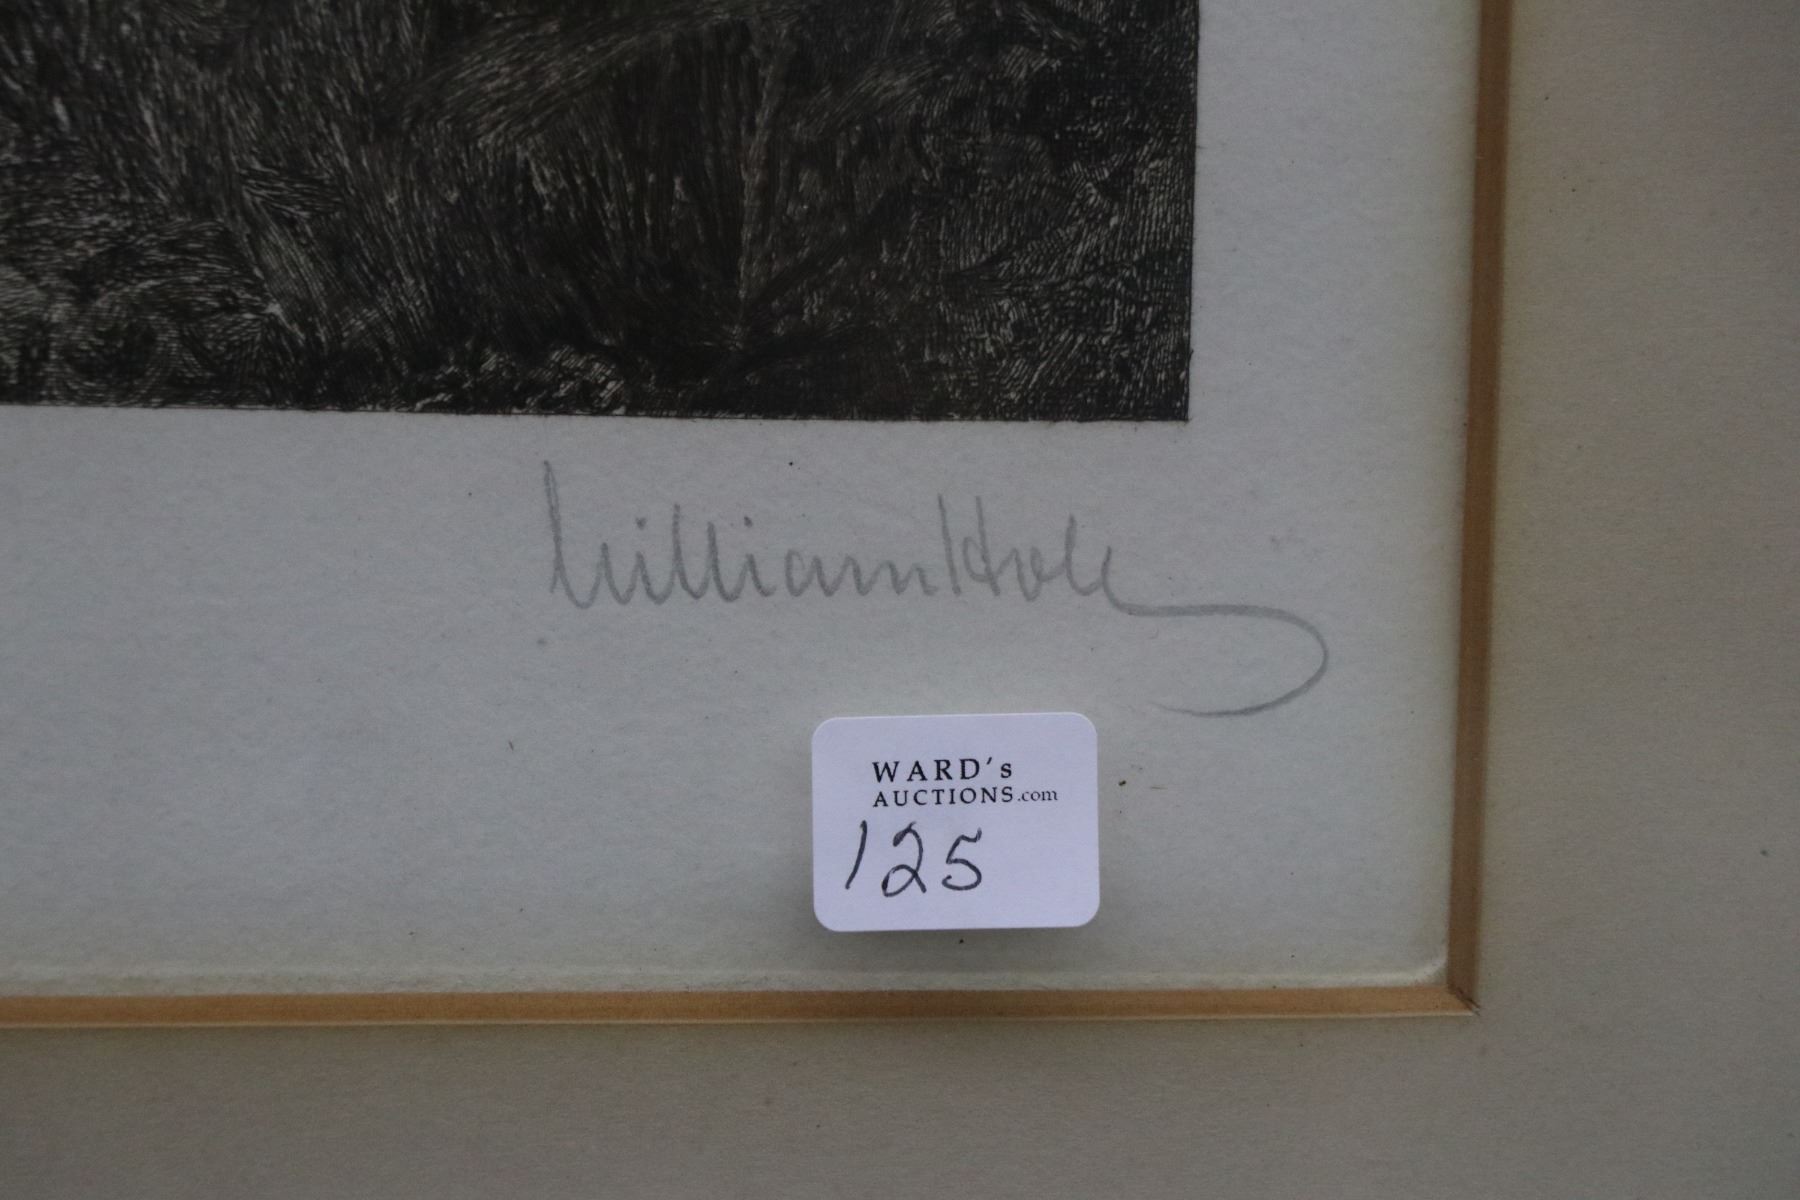 William Hole
WARD's
AUCTIONS.com
125